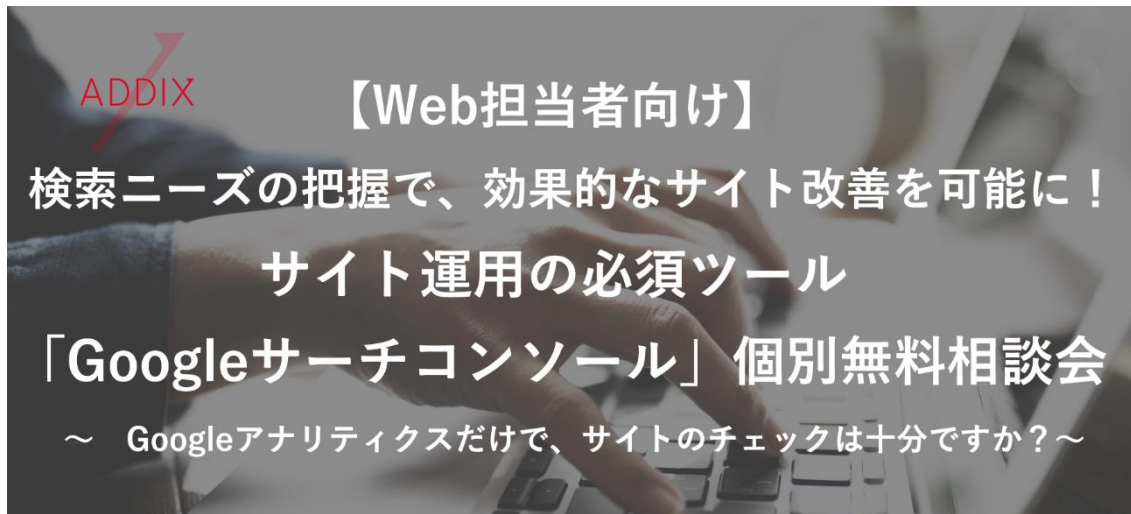 ADDIX
【Web担当者向け】
検索ニーズの把握で、効果的なサイト改善を可能に！
サイト運用の必須ツール
「Googleサーチコンソール」個別無料相談会
～　Googleアナリティクスだけで、サイトのチェックは十分ですか？～